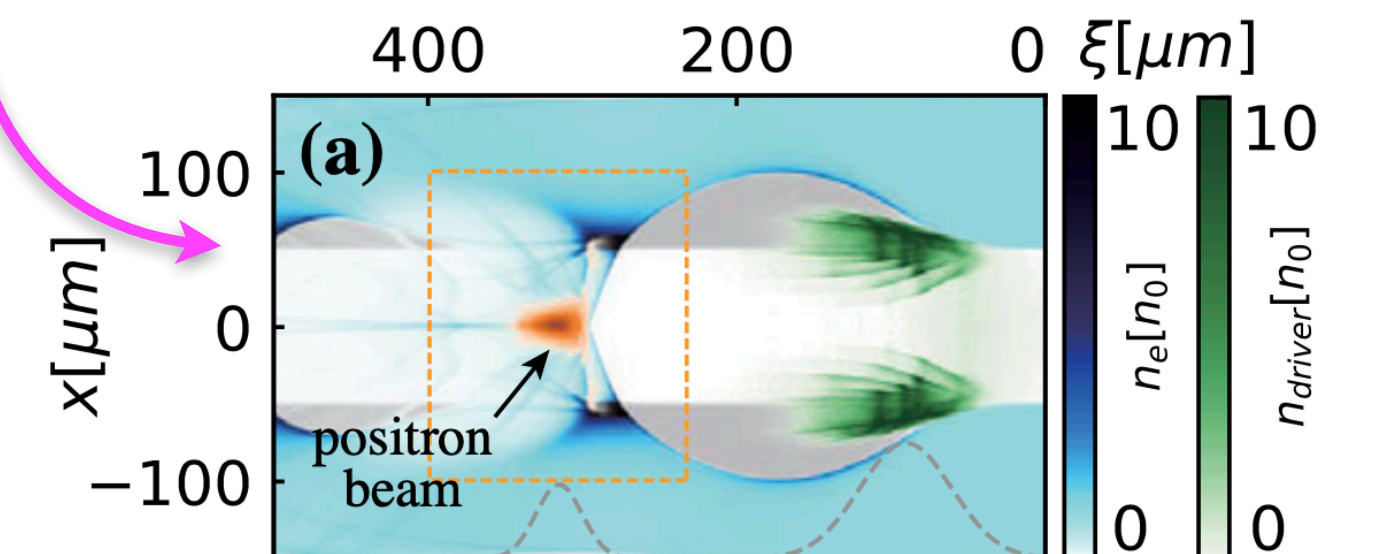 400 200 0 ξ[μm]
(a)
100
0
−100
x[μm]
positron
beam
10
0
n_e[n_0]
10
0
n_driver[n_0]